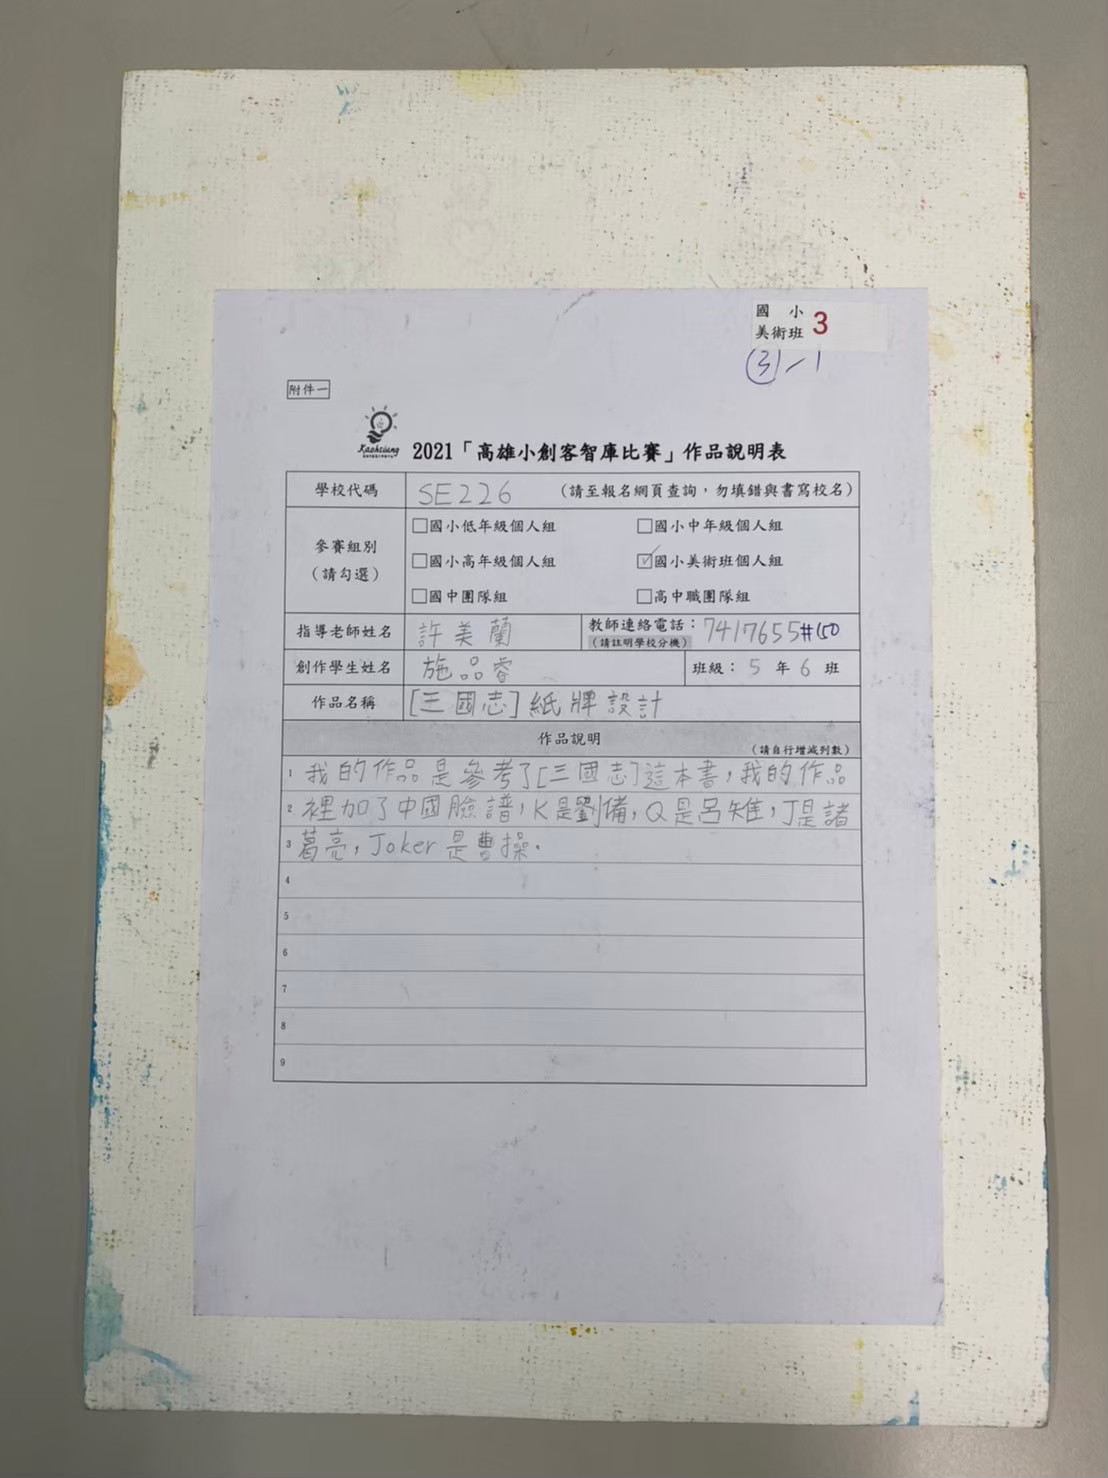 國小
美術班 3
3/1
附件一
Kaohsiung
2021「高雄小創客智庫比賽」作品說明表
學校代碼 SE226 (請至報名網頁查詢,勿填錯與書寫校名)
參賽組別
(請勾選)
□國小低年級個人組 □國小中年級個人組
□國小高年級個人組 ☑國小美術班個人組
□國中團隊組 □高中職團隊組
指導老師姓名 許美蘭 教師連絡電話:7417655#150
(請註明學校分機)
創作學生姓名 施品睿 班級:5年6班
作品名稱 [三國志]紙牌設計
作品說明 (請自行增減列數)
1 我的作品是參考了[三國志]這本書,我的作品
2 裡加了中國臉譜,K是劉備,Q是呂雉,J是諸
3 葛亮,Joker是曹操.
4
5
6
7
8
9